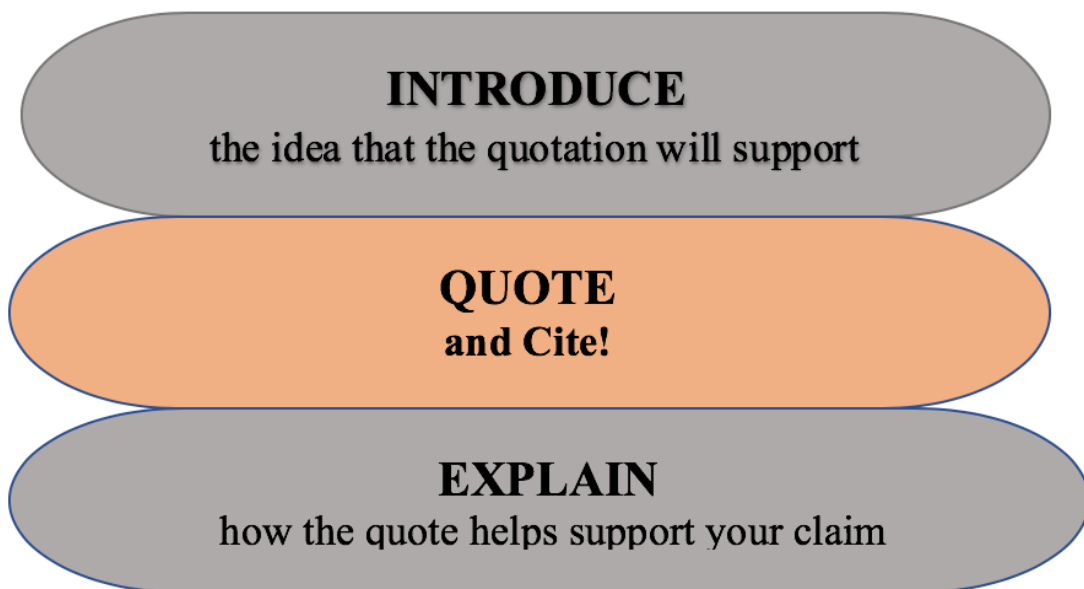 INTRODUCE
the idea that the quotation will support
QUOTE
and Cite!
EXPLAIN
how the quote helps support your claim